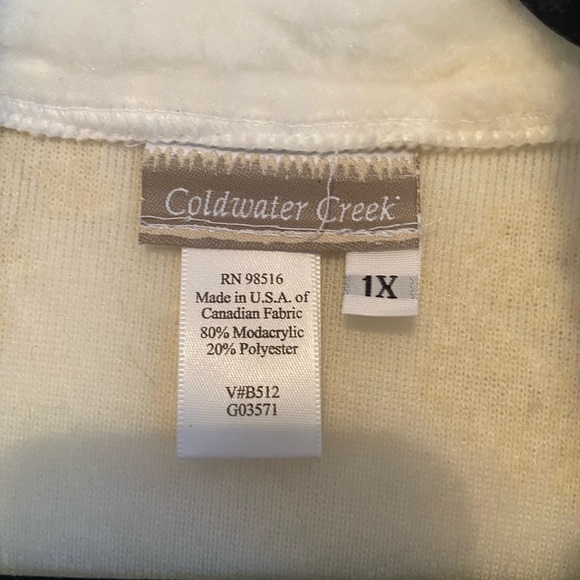 Coldwater Creek
1X
RN 98516
Made in U.S.A. of
Canadian Fabric
80% Modacrylic
20% Polyester
V#B512
G03571